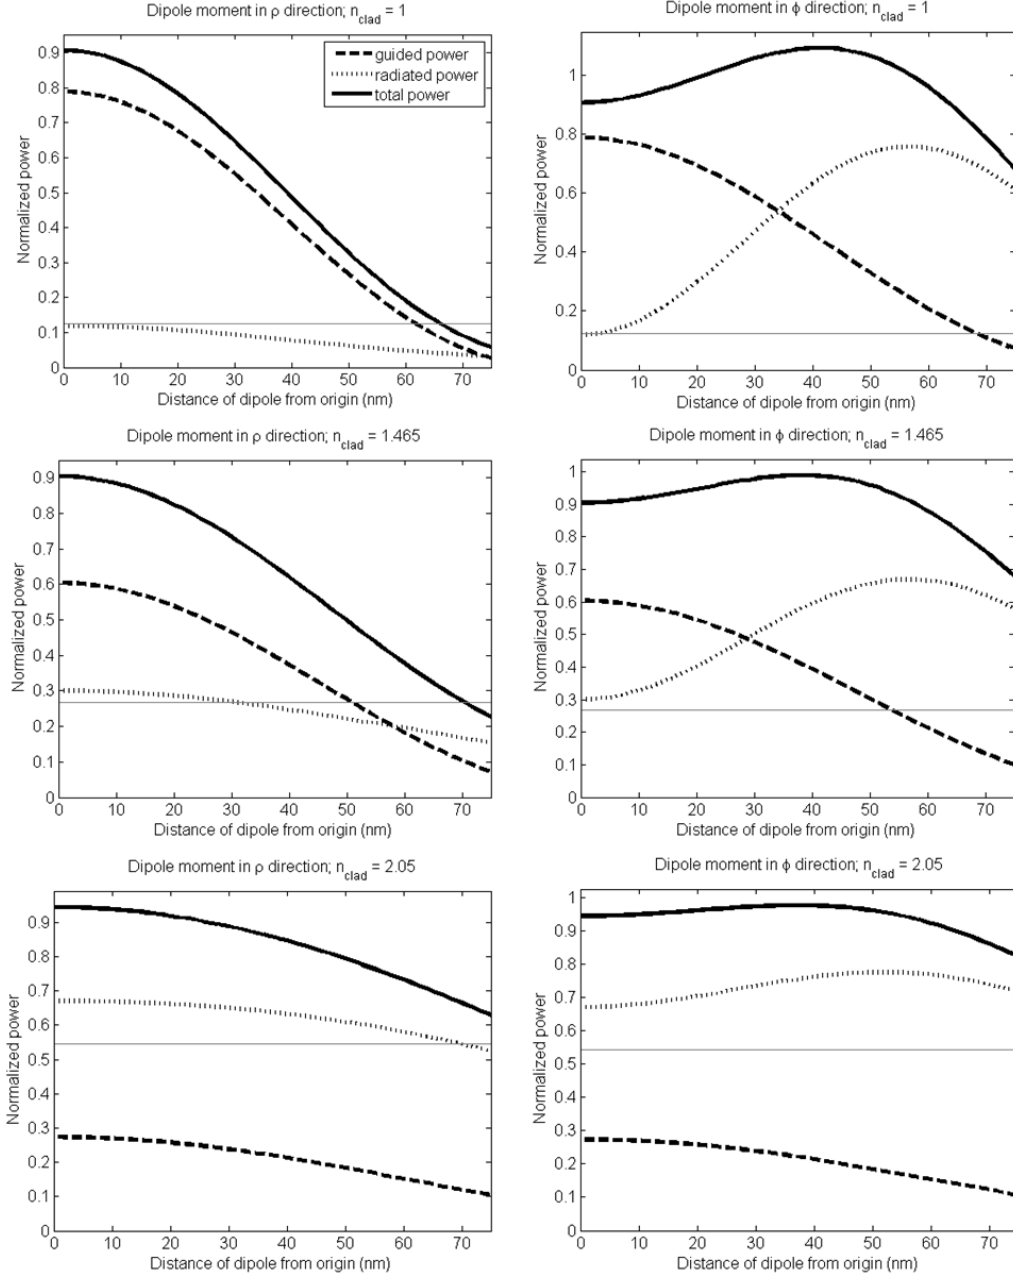 Dipole moment in ρ direction; n_clad = 1
guided power
radiated power
total power
Normalized power
0.9
0.8
0.7
0.6
0.5
0.4
0.3
0.2
0.1
0
0 10 20 30 40 50 60 70
Distance of dipole from origin (nm)
Dipole moment in ϕ direction; n_clad = 1
Normalized power
1
0.8
0.6
0.4
0.2
0
0 10 20 30 40 50 60 70
Distance of dipole from origin (nm)
Dipole moment in ρ direction; n_clad = 1.465
Normalized power
0.9
0.8
0.7
0.6
0.5
0.4
0.3
0.2
0.1
0
0 10 20 30 40 50 60 70
Distance of dipole from origin (nm)
Dipole moment in ϕ direction; n_clad = 1.465
Normalized power
1
0.9
0.8
0.7
0.6
0.5
0.4
0.3
0.2
0.1
0
0 10 20 30 40 50 60 70
Distance of dipole from origin (nm)
Dipole moment in ρ direction; n_clad = 2.05
Normalized power
0.9
0.8
0.7
0.6
0.5
0.4
0.3
0.2
0.1
0
0 10 20 30 40 50 60 70
Distance of dipole from origin (nm)
Dipole moment in ϕ direction; n_clad = 2.05
Normalized power
1
0.9
0.8
0.7
0.6
0.5
0.4
0.3
0.2
0.1
0
0 10 20 30 40 50 60 70
Distance of dipole from origin (nm)